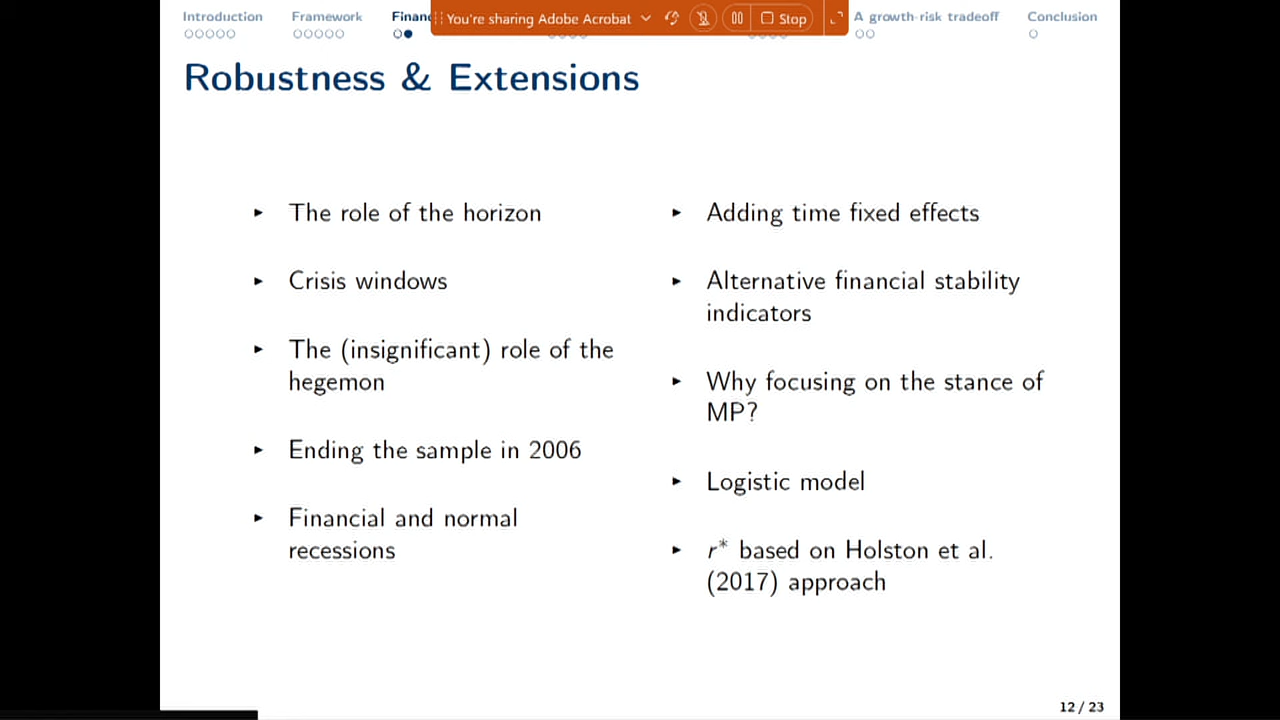 Introduction
Framework
Finan
You're sharing Adobe Acrobat
Stop
A growth-risk tradeoff
Conclusion
Robustness & Extensions
▸ The role of the horizon
▸ Crisis windows
▸ The (insignificant) role of the
hegemon
▸ Ending the sample in 2006
▸ Financial and normal
recessions
▸ Adding time fixed effects
▸ Alternative financial stability
indicators
▸ Why focusing on the stance of
MP?
▸ Logistic model
▸ r* based on Holston et al.
(2017) approach
12 / 23